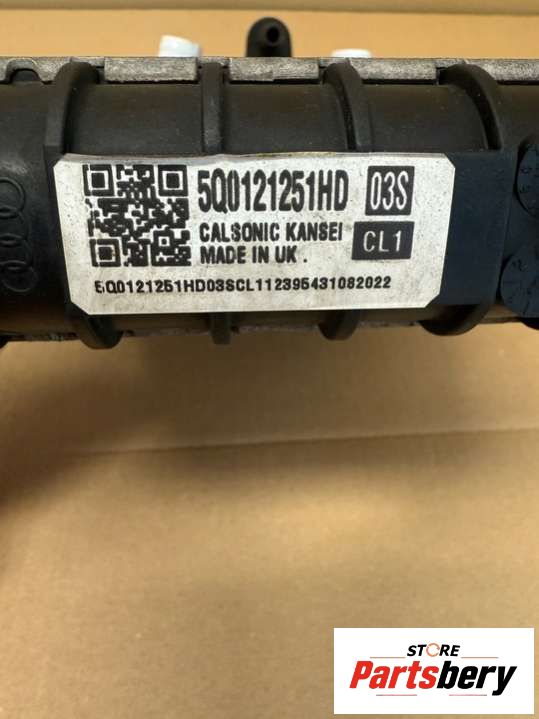 5Q0121251HD 03S
CALSONIC KANSEI CL1
MADE IN UK .
5Q0121251HD03SCL112395431082022
STORE
Partsbery